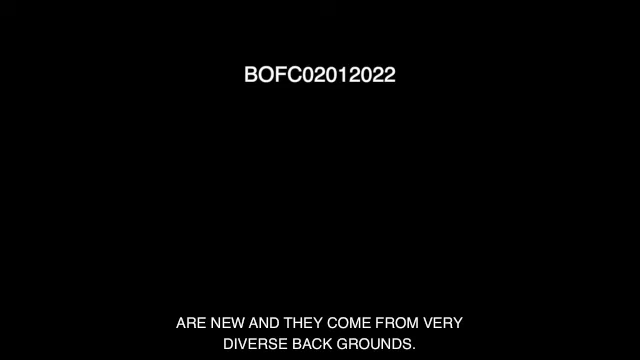 BOFC02012022
ARE NEW AND THEY COME FROM VERY
DIVERSE BACK GROUNDS.